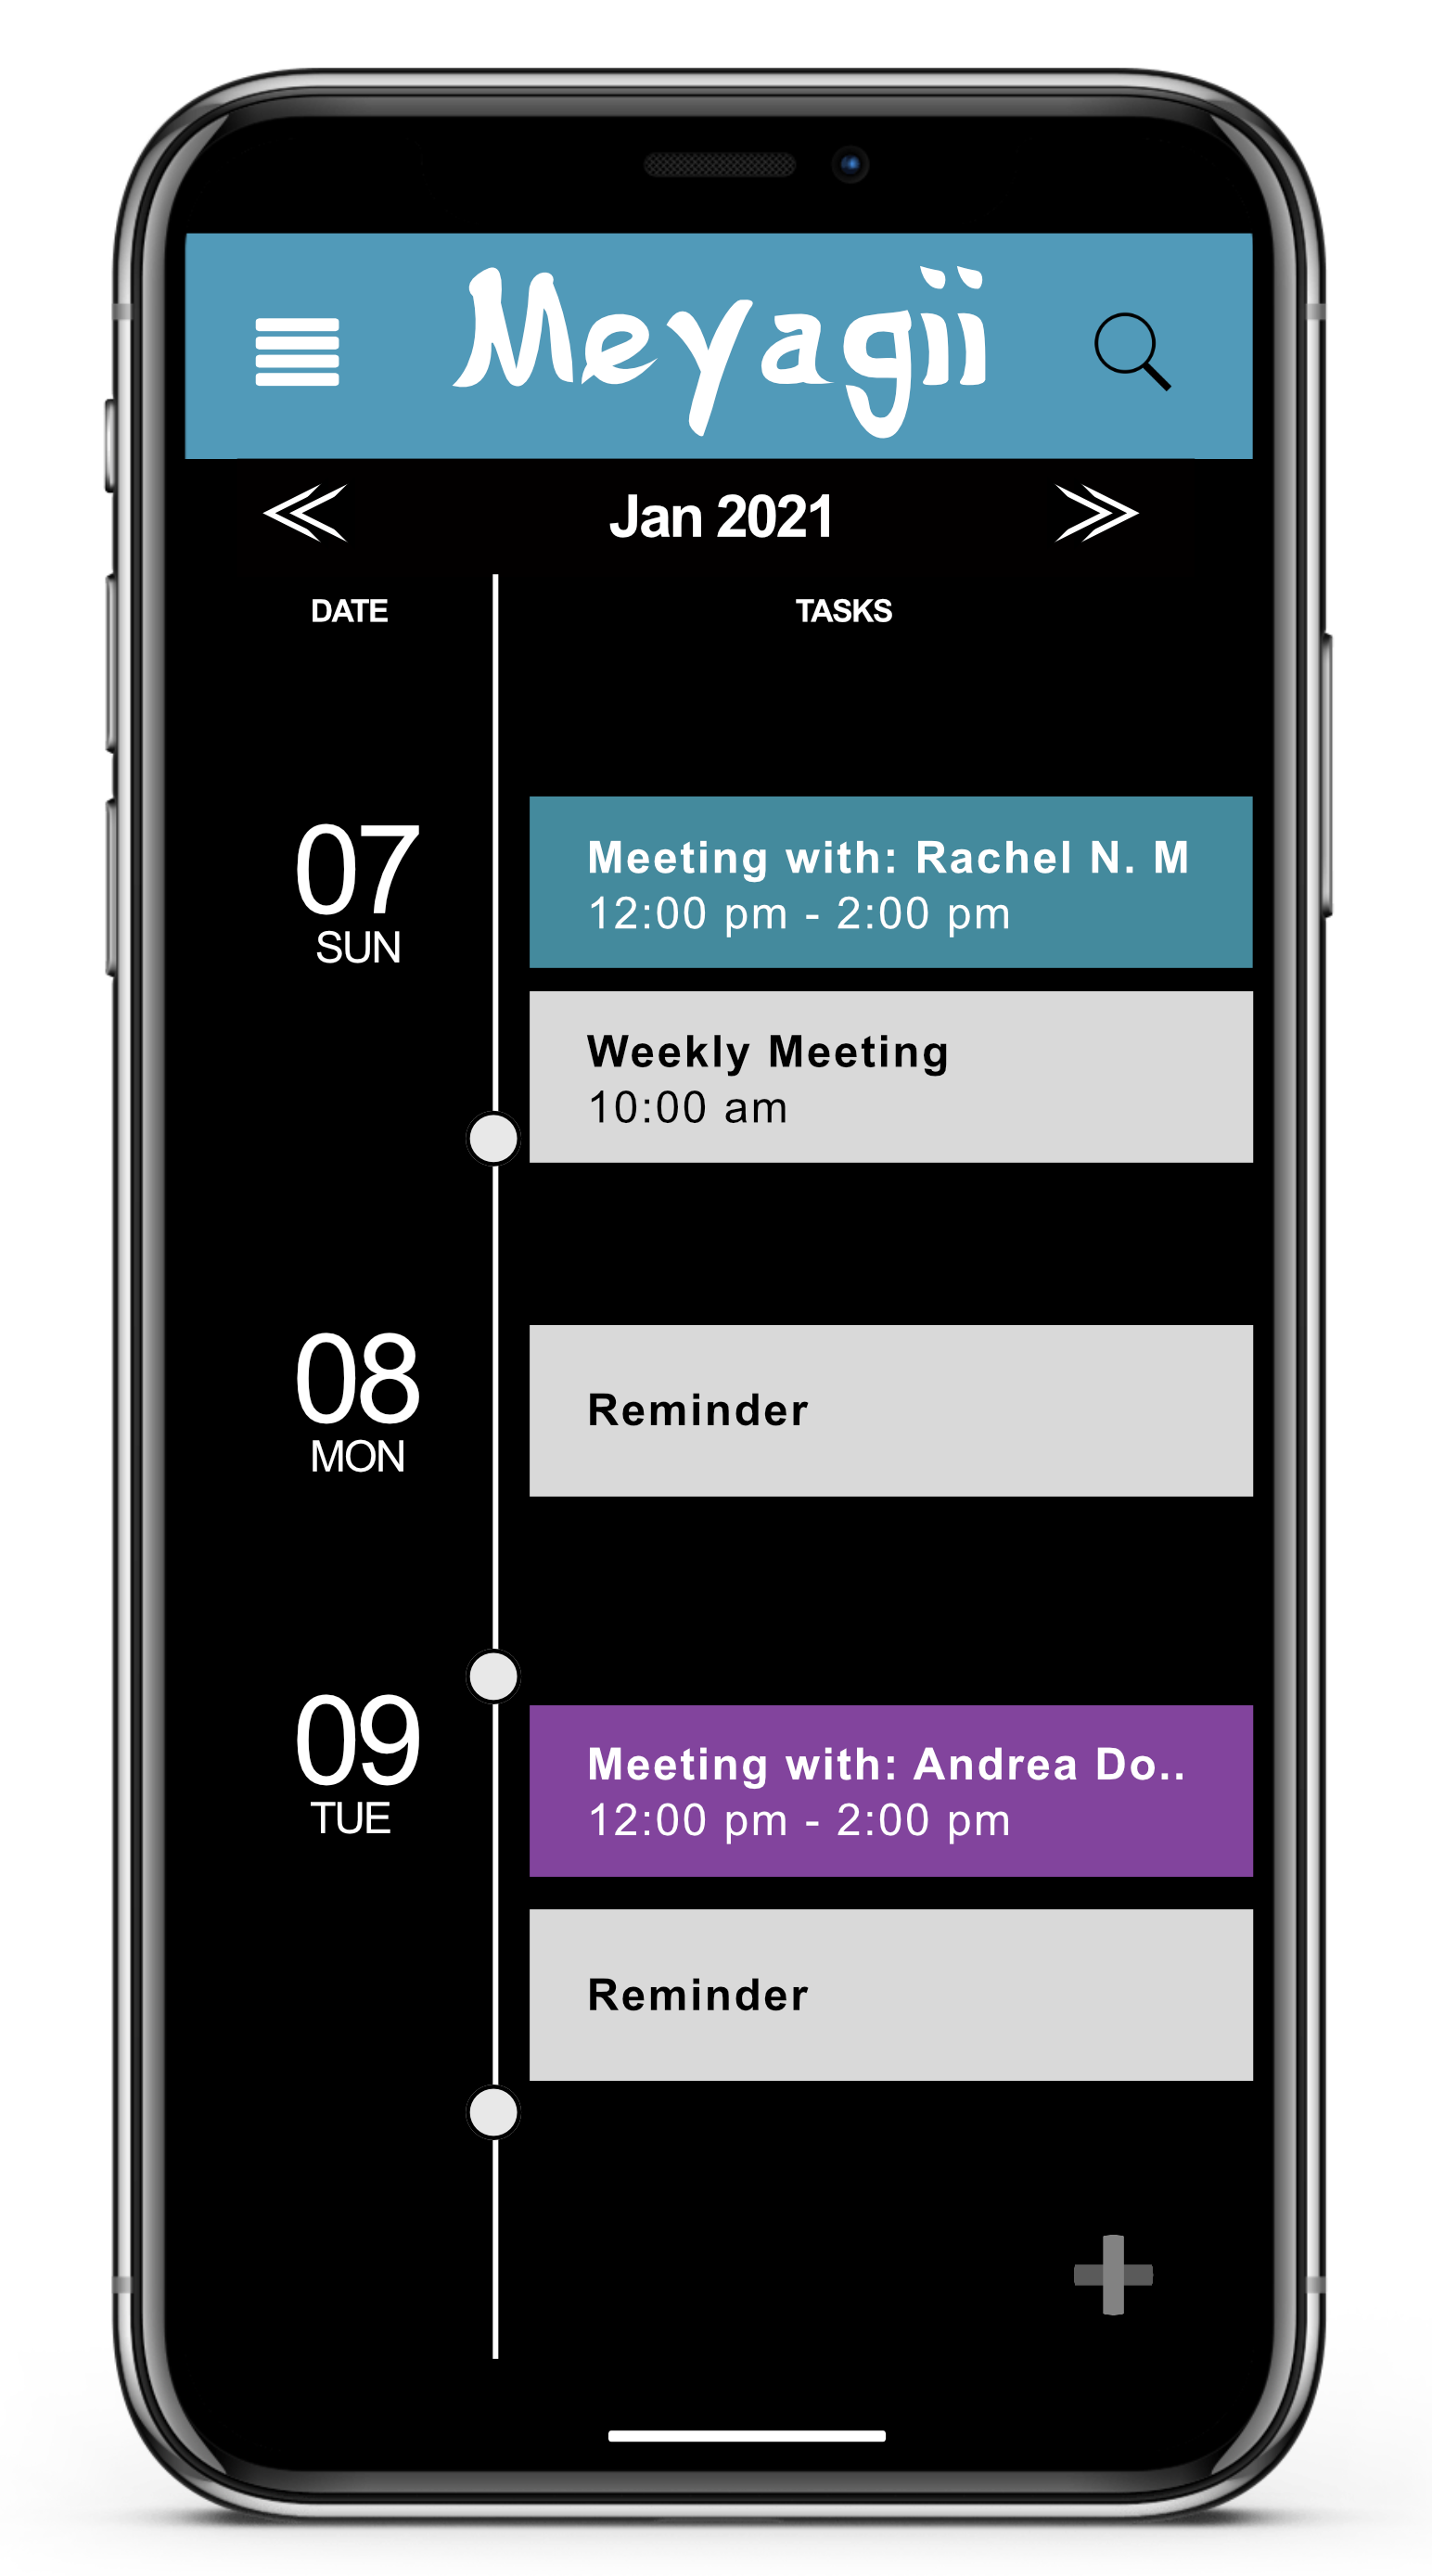 Meyagii
Jan 2021
DATE
TASKS
07
SUN
Meeting with: Rachel N. M
12:00 pm - 2:00 pm
Weekly Meeting
10:00 am
08
MON
Reminder
09
TUE
Meeting with: Andrea Do..
12:00 pm - 2:00 pm
Reminder